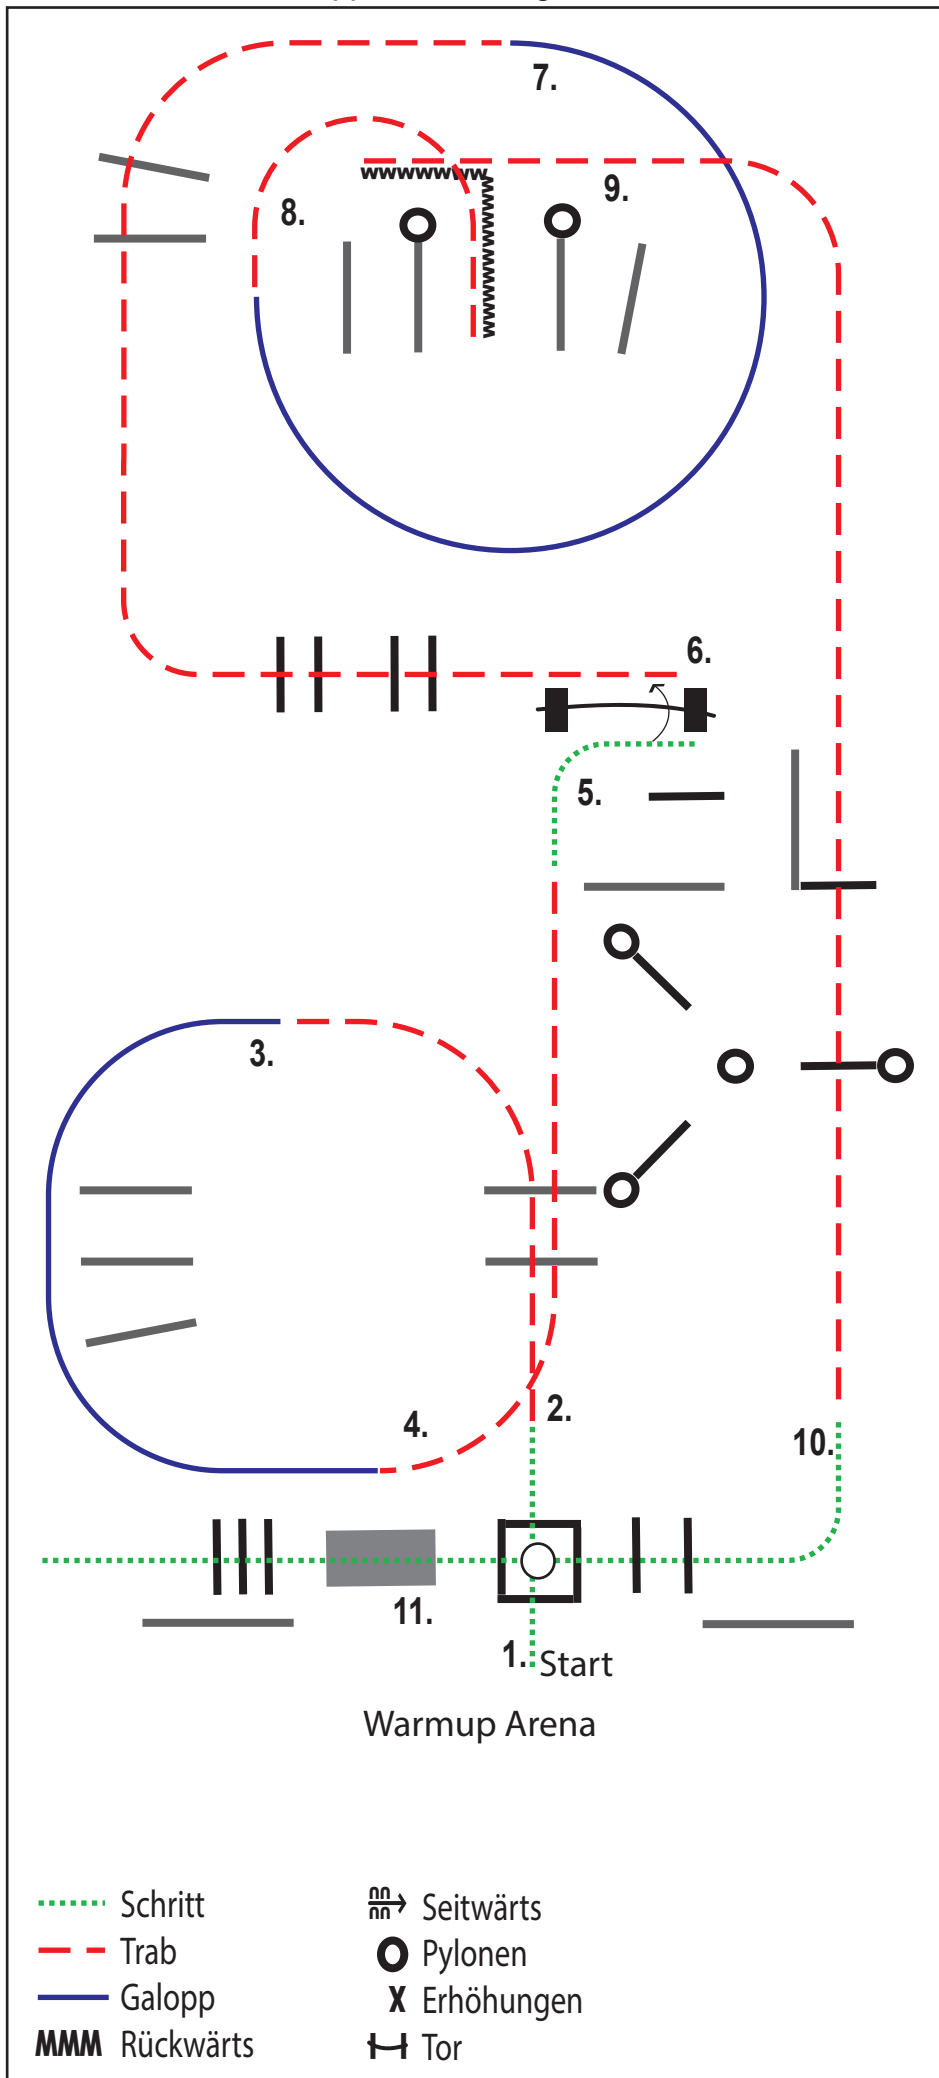 7.
9.
8.
6.
5.
3.
2.
4.
10.
11.
1. Start
Warmup Arena
Schritt
Trab
Galopp
MMM Rückwärts
Seitwärts
Pylonen
X Erhöhungen
Tor